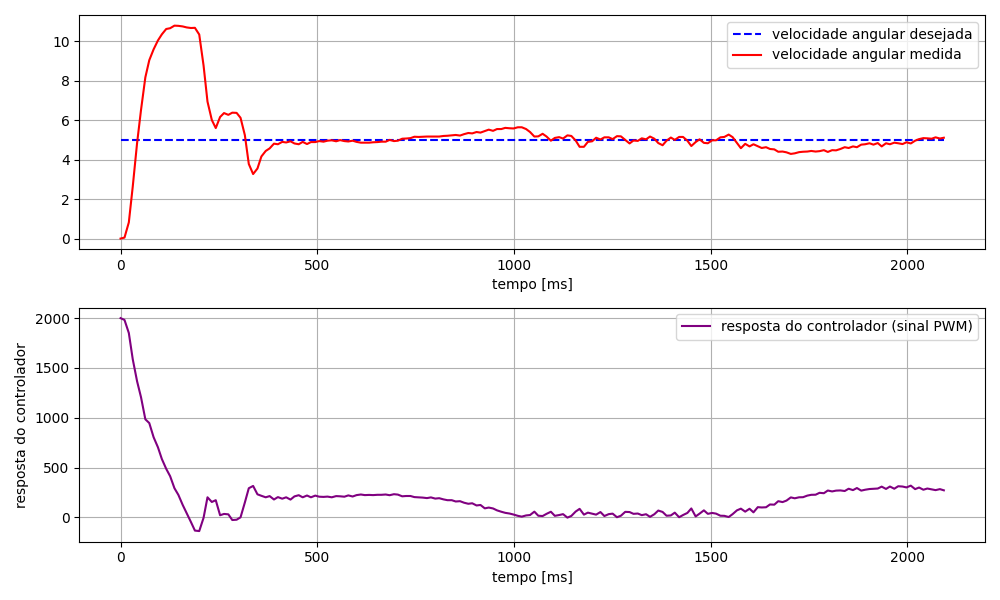 velocidade angular desejada
velocidade angular medida
10
8
6
4
2
0
0 500 1000 1500 2000
tempo [ms]
resposta do controlador (sinal PWM)
resposta do controlador
2000
1500
1000
500
0
0 500 1000 1500 2000
tempo [ms]